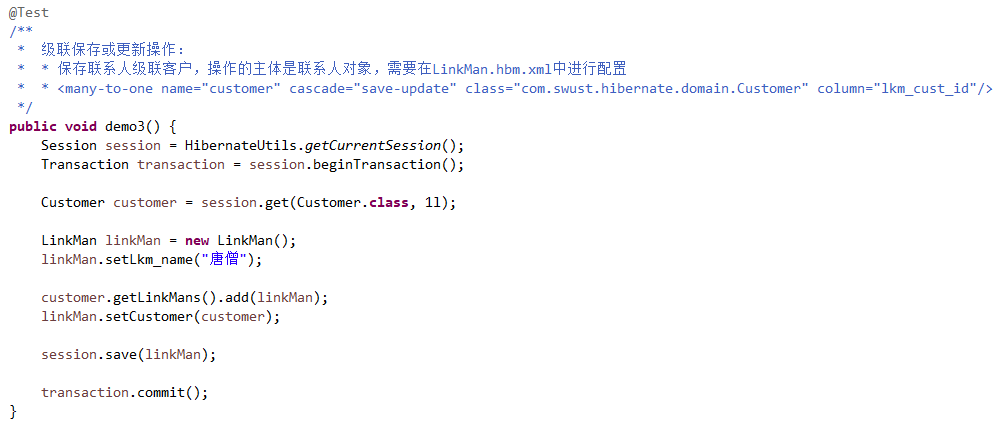 @Test
/**
 *  级联保存或更新操作：
 *  * 保存联系人级联客户，操作的主体是联系人对象，需要在LinkMan.hbm.xml中进行配置
 *  * <many-to-one name="customer" cascade="save-update" class="com.swust.hibernate.domain.Customer" column="lkm_cust_id"/>
 */
public void demo3() {
    Session session = HibernateUtils.getCurrentSession();
    Transaction transaction = session.beginTransaction();
    Customer customer = session.get(Customer.class, 1l);
    LinkMan linkMan = new LinkMan();
    linkMan.setLkm_name("唐僧");
    customer.getLinkMans().add(linkMan);
    linkMan.setCustomer(customer);
    session.save(linkMan);
    transaction.commit();
}